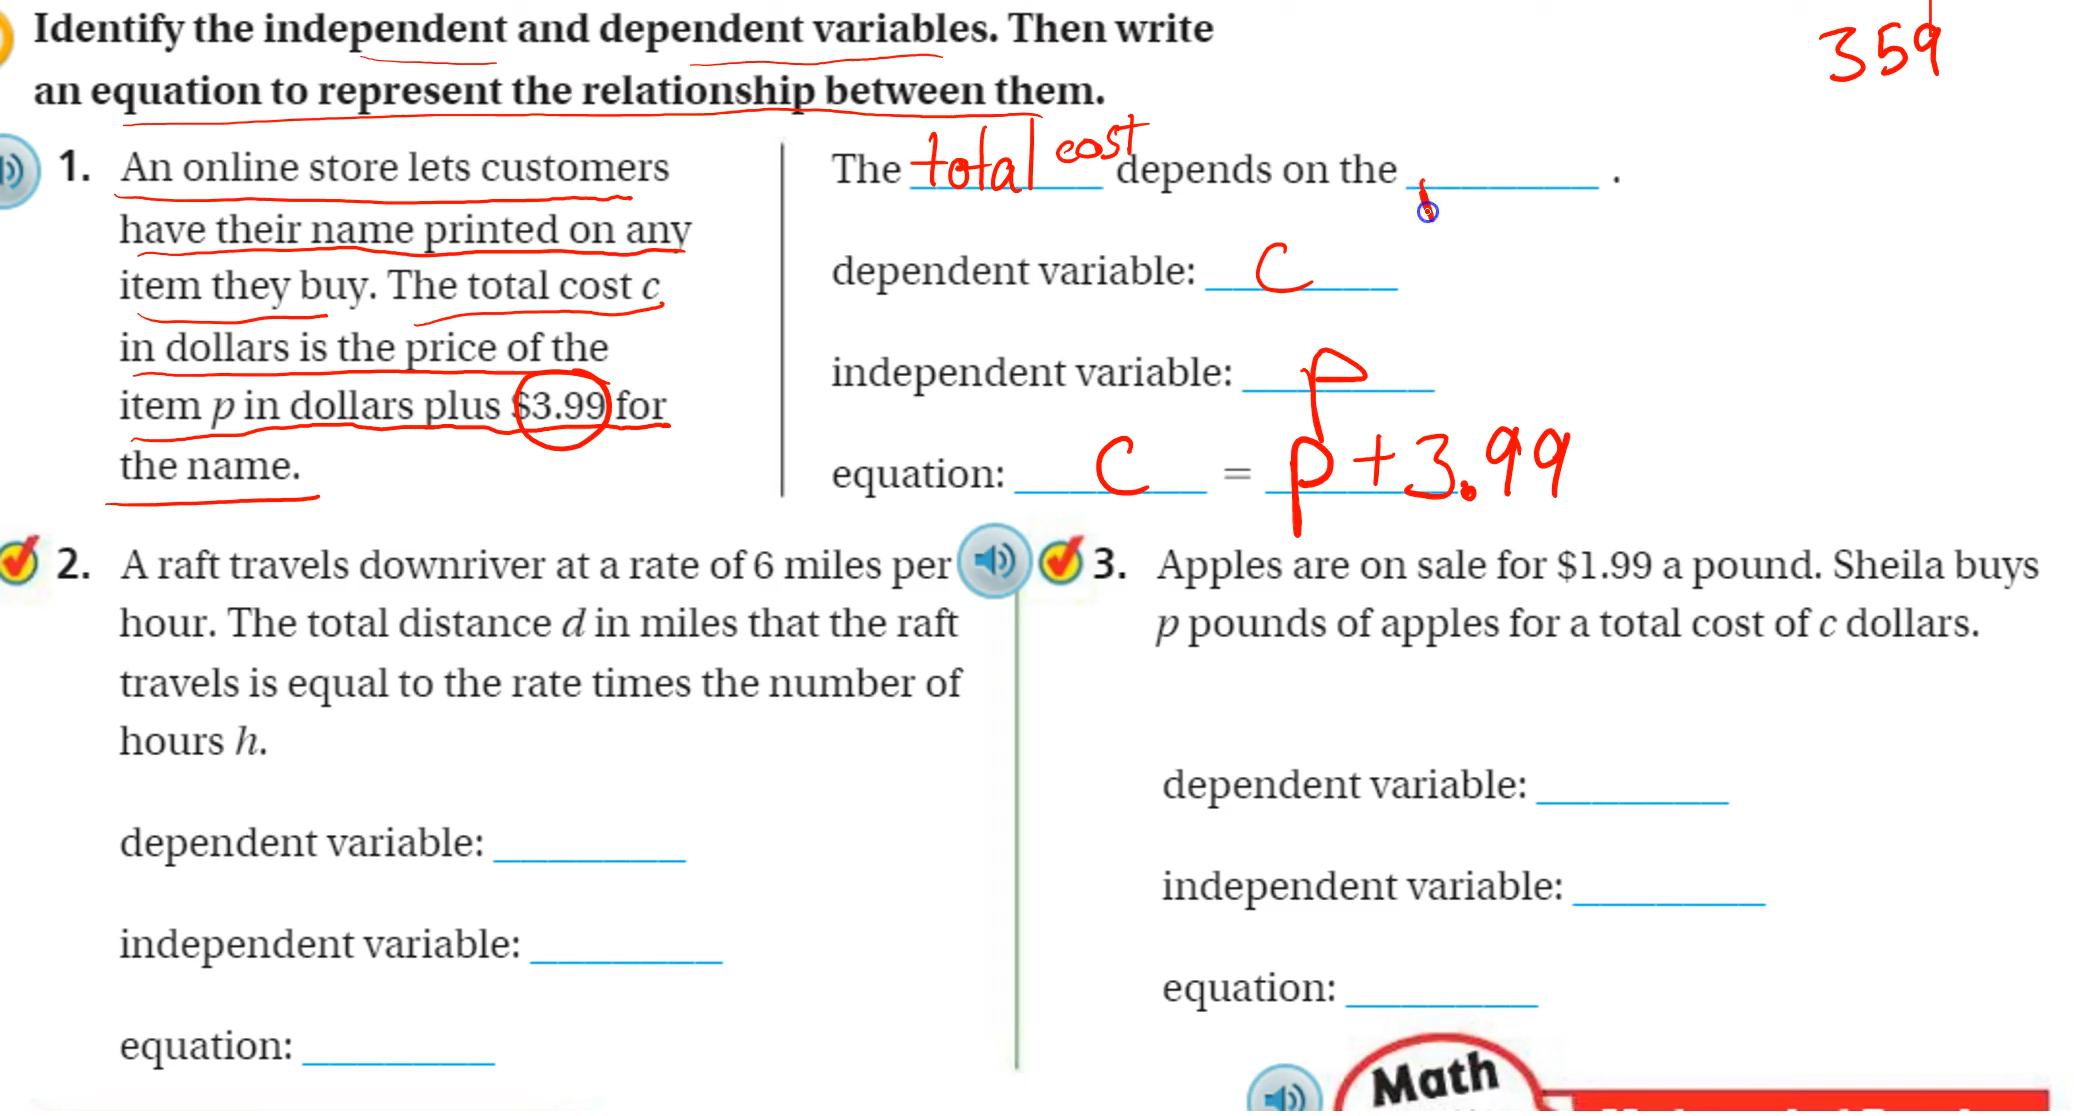 Identify the independent and dependent variables. Then write
an equation to represent the relationship between them.
359
1. An online store lets customers
have their name printed on any
item they buy. The total cost c
in dollars is the price of the
item p in dollars plus $3.99 for
the name.
The total cost depends on the ________ .
dependent variable: c
independent variable: p
equation: c = p + 3.99
2. A raft travels downriver at a rate of 6 miles per
hour. The total distance d in miles that the raft
travels is equal to the rate times the number of
hours h.
dependent variable: ________
independent variable: ________
equation: ________
3. Apples are on sale for $1.99 a pound. Sheila buys
p pounds of apples for a total cost of c dollars.
dependent variable: ________
independent variable: ________
equation: ________
Math